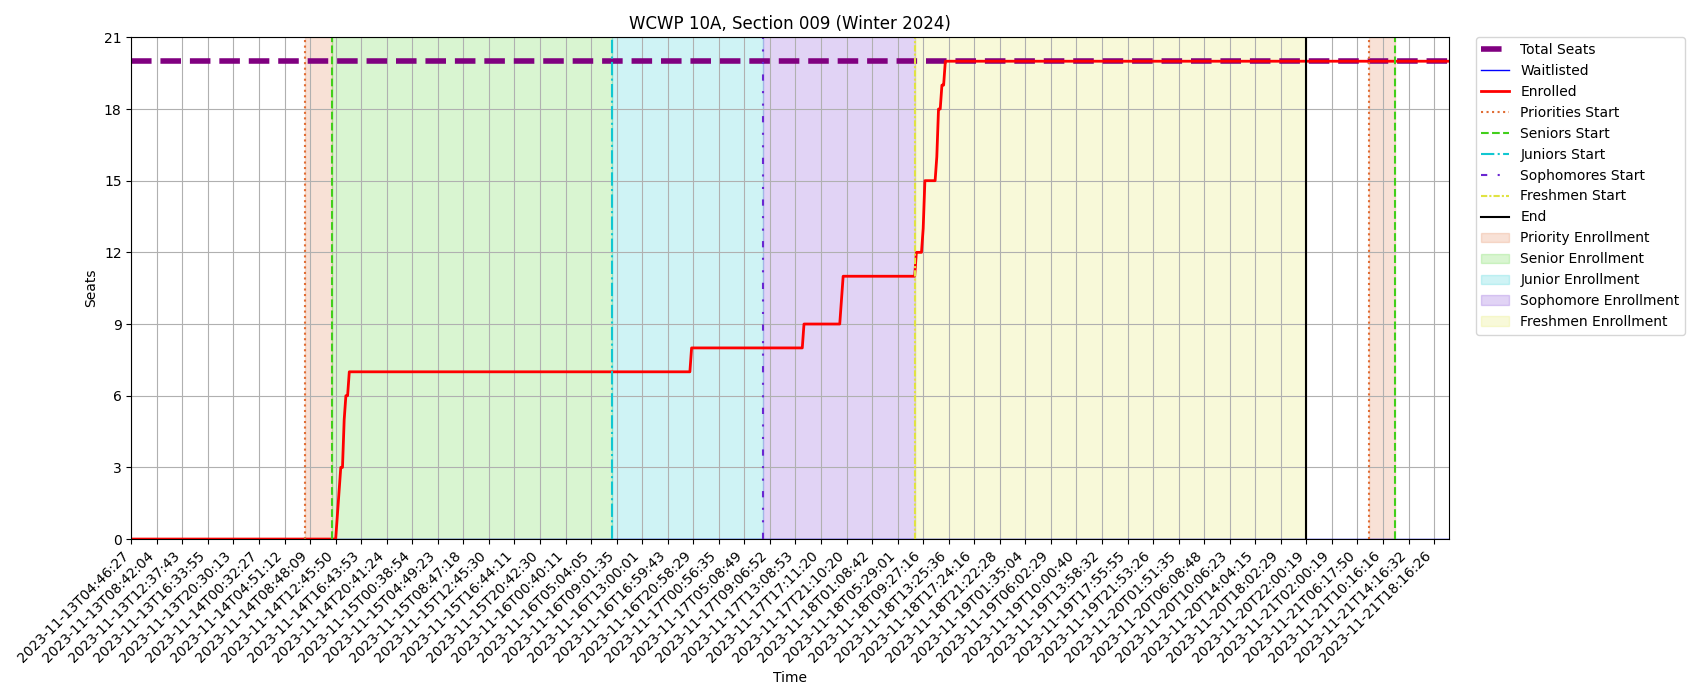 WCWP 10A, Section 009 (Winter 2024)
21
18
15
12
9
6
3
0
Seats
2023-11-13T04:46:27
2023-11-13T08:42:04
2023-11-13T12:37:43
2023-11-13T16:33:55
2023-11-13T20:30:13
2023-11-14T00:32:27
2023-11-14T04:51:12
2023-11-14T08:48:09
2023-11-14T12:45:50
2023-11-14T16:43:53
2023-11-14T20:41:24
2023-11-15T00:38:54
2023-11-15T04:49:23
2023-11-15T08:47:18
2023-11-15T12:45:30
2023-11-15T16:44:11
2023-11-15T20:42:30
2023-11-16T00:40:11
2023-11-16T05:04:05
2023-11-16T09:01:35
2023-11-16T13:00:01
2023-11-16T16:59:43
2023-11-16T20:58:29
2023-11-17T00:56:35
2023-11-17T05:08:49
2023-11-17T09:06:52
2023-11-17T13:08:53
2023-11-17T17:11:20
2023-11-17T21:10:20
2023-11-18T01:08:42
2023-11-18T05:29:01
2023-11-18T09:27:16
2023-11-18T13:25:36
2023-11-18T17:24:16
2023-11-18T21:22:28
2023-11-19T01:35:04
2023-11-19T06:02:29
2023-11-19T10:00:40
2023-11-19T13:58:32
2023-11-19T17:55:55
2023-11-19T21:53:26
2023-11-20T01:51:35
2023-11-20T06:08:48
2023-11-20T10:06:23
2023-11-20T14:04:15
2023-11-20T18:02:29
2023-11-20T22:00:19
2023-11-21T02:00:19
2023-11-21T06:17:50
2023-11-21T10:16:16
2023-11-21T14:16:32
2023-11-21T18:16:26
Time
Total Seats
Waitlisted
Enrolled
Priorities Start
Seniors Start
Juniors Start
Sophomores Start
Freshmen Start
End
Priority Enrollment
Senior Enrollment
Junior Enrollment
Sophomore Enrollment
Freshmen Enrollment